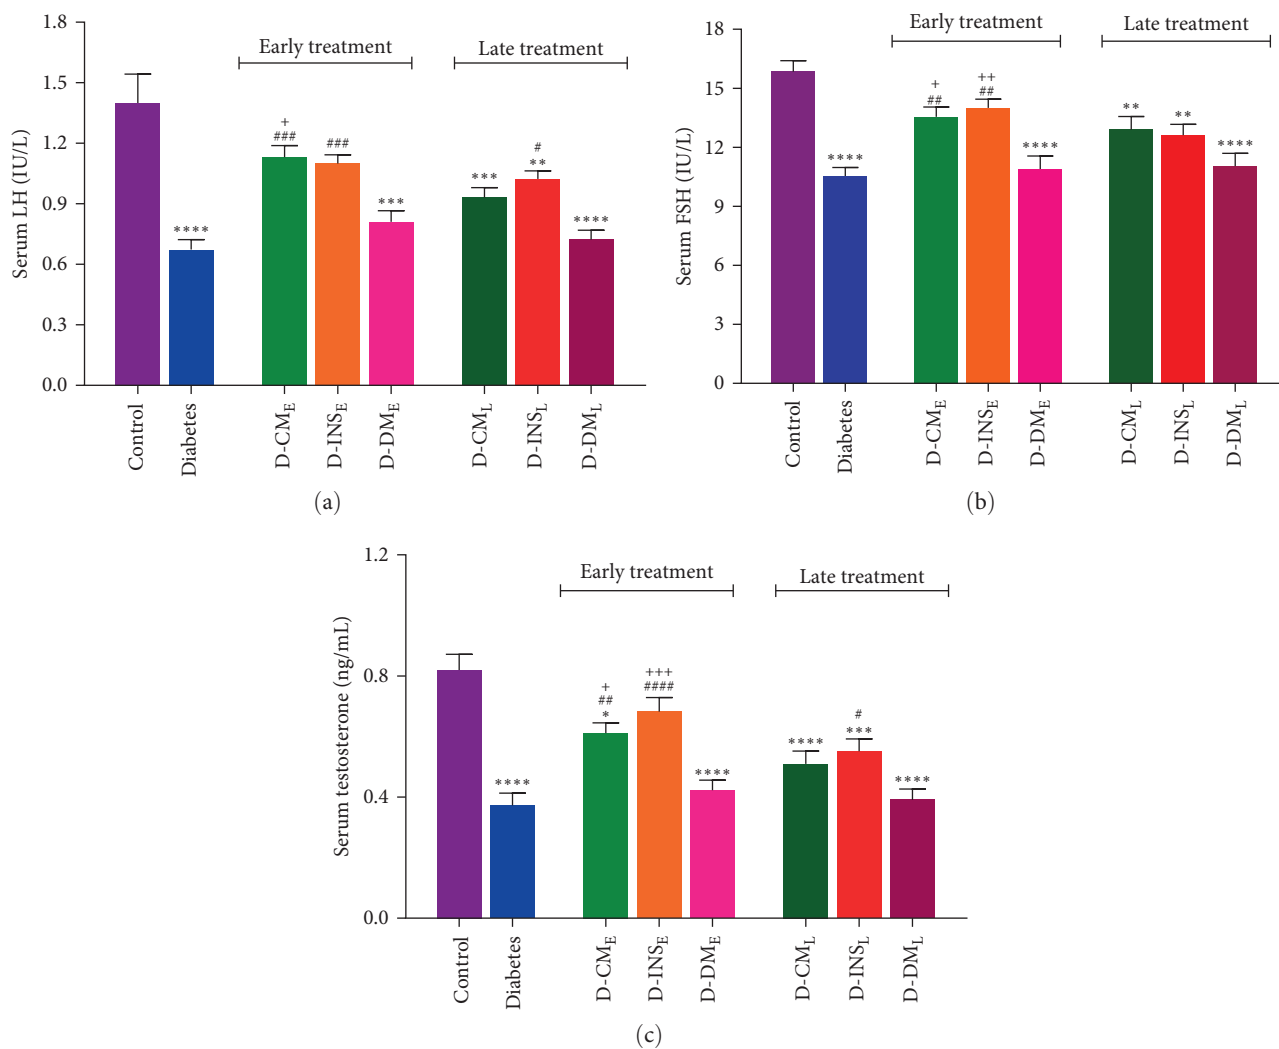 Serum LH (IU/L)
1.8
1.5
1.2
0.9
0.6
0.3
0.0
Early treatment
Late treatment
****
+
###
###
***
***
#
**
****
Control
Diabetes
D-CME
D-INSE
D-DME
D-CML
D-INSL
D-DML
(a)
Serum FSH (IU/L)
18
15
12
9
6
3
0
Early treatment
Late treatment
****
+
##
++
##
****
**
**
****
Control
Diabetes
D-CME
D-INSE
D-DME
D-CML
D-INSL
D-DML
(b)
Serum testosterone (ng/mL)
1.2
0.8
0.4
0.0
Early treatment
Late treatment
****
+
##
*
+++
####
****
****
#
***
****
Control
Diabetes
D-CME
D-INSE
D-DME
D-CML
D-INSL
D-DML
(c)